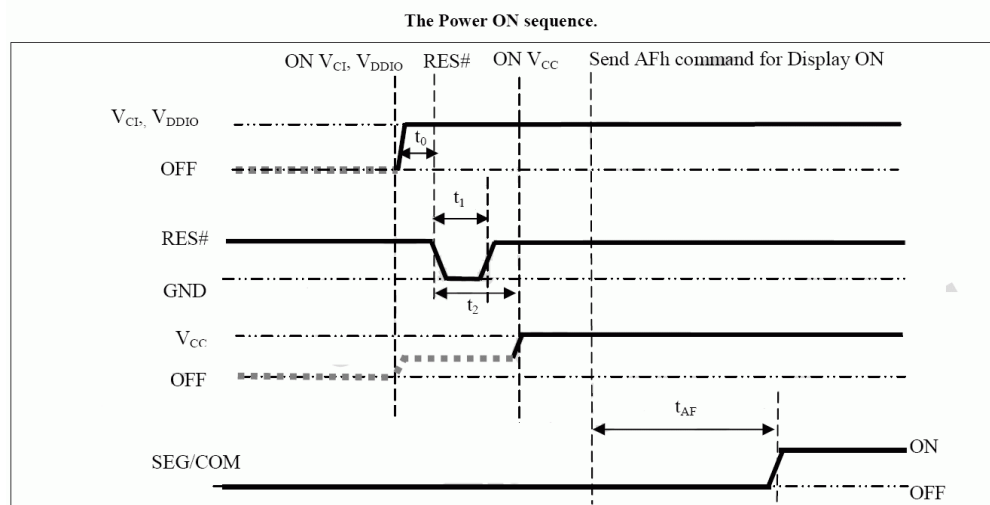 The Power ON sequence.
ON VCI, VDDIO RES# ON VCC Send AFh command for Display ON
VCI,, VDDIO
t0
OFF
t1
RES#
GND
t2
VCC
OFF
tAF
ON
SEG/COM
OFF